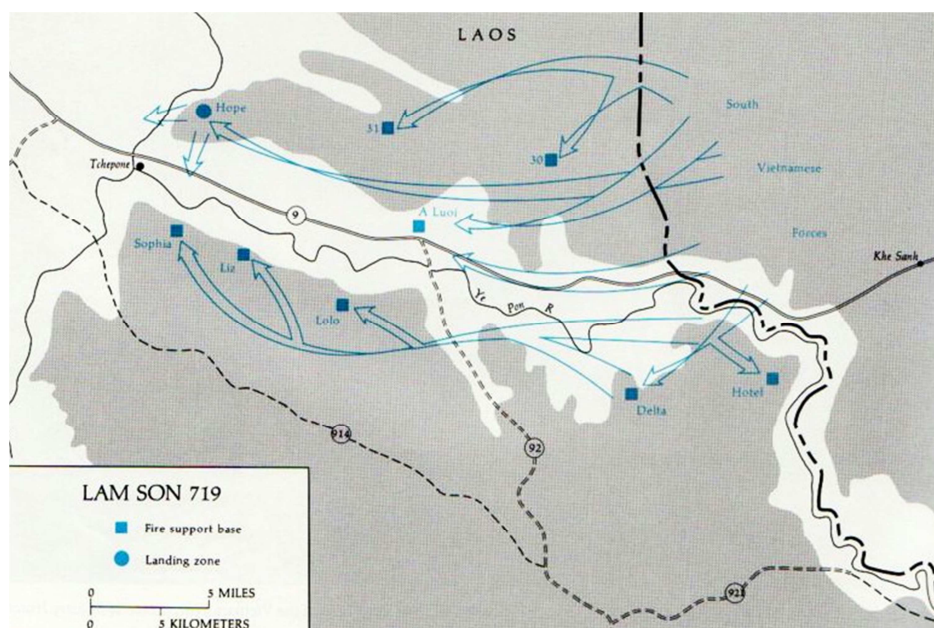 LAOS
Hope
South
31
30
Vietnamese
Tchepone
9
A Luoi
Forces
Sophia
Khe Sanh
Liz
Ye Pon R
Lolo
Hotel
Delta
914
92
LAM SON 719
Fire support base
Landing zone
0 5 MILES
0 5 KILOMETERS
921